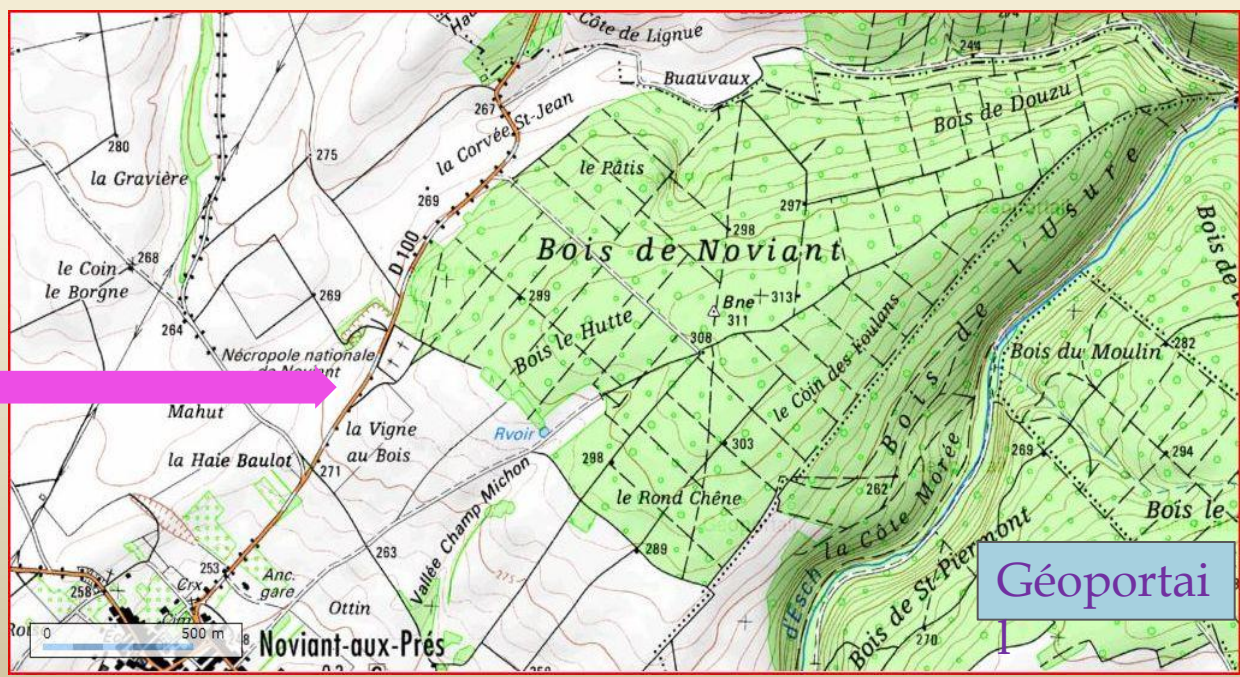 Côte de Lignue
244
Buauvaux
267
la Corvée St-Jean
Bois de Douzu
280
275
la Gravière
le Pâtis
269
297
298
D 100
Bois de Noviant
Bois de l'Usure
268
le Coin
le Borgne
269
299
Bne
313
311
264
Bois le Hutte
308
Nécropole nationale
de Noviant
le Coin des Foulans
Bois du Moulin
282
Mahut
la Vigne
au Bois
Rvoir
303
la Haie Baulot
271
298
269
294
le Rond Chêne
262
la Côte Morée
Bois le
Vallée Champ Michon
263
289
275
253
Crx
Anc.
gare
258
Ottin
d'Esch
Bois de St-Piermont
270
Géoportai
l
0 500 m
Noviant-aux-Prés